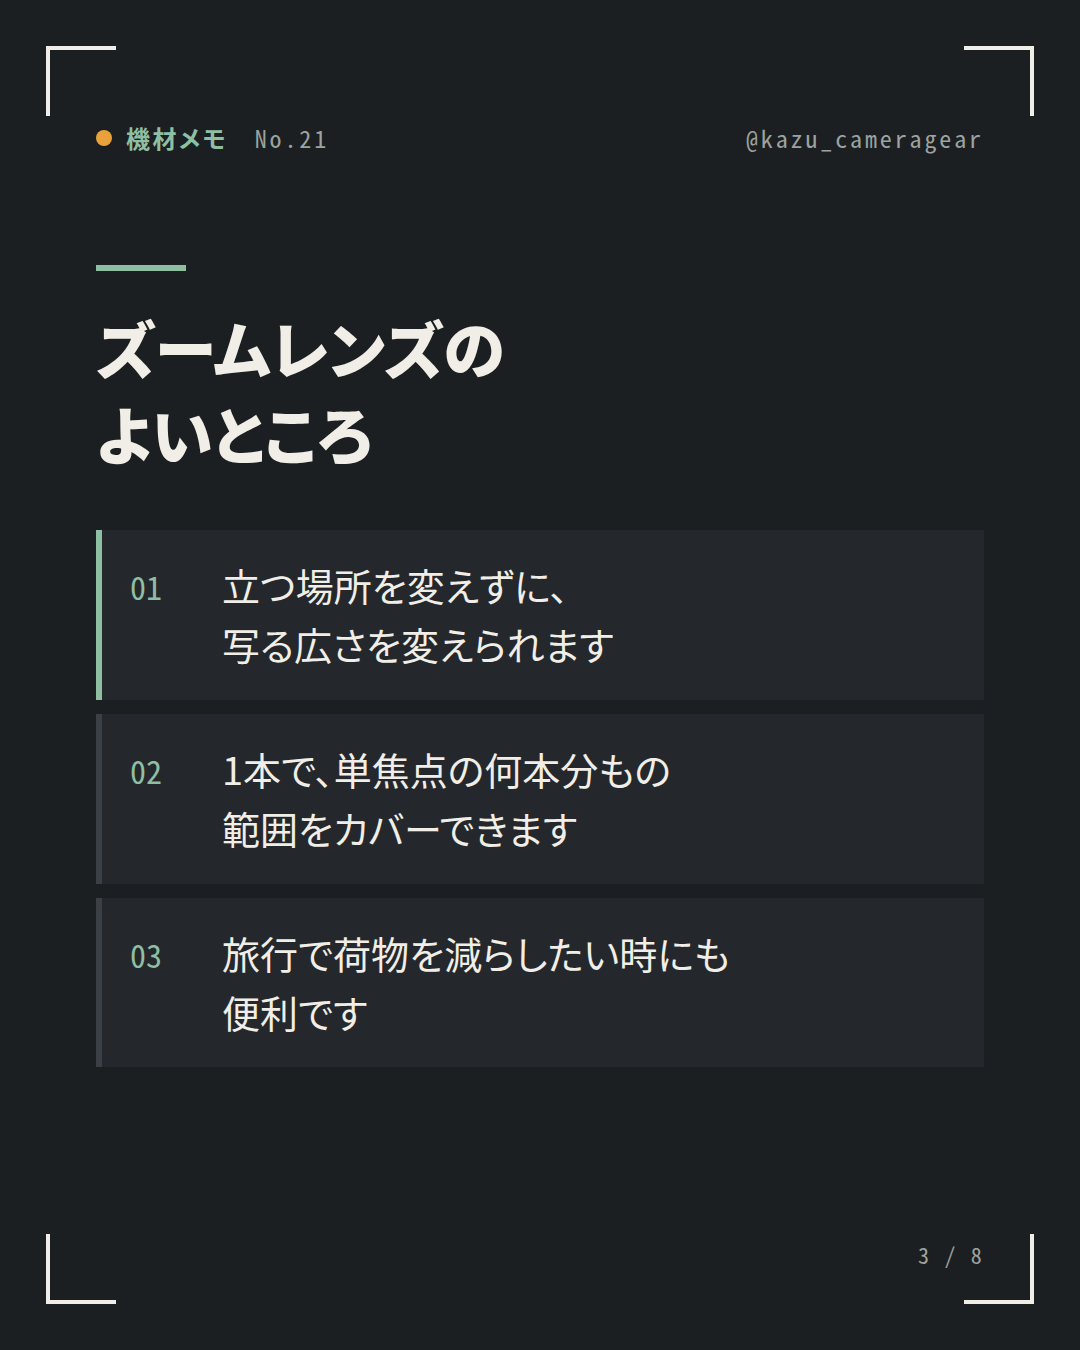 機材メモ No.21 @kazu_cameragear
ズームレンズの
よいところ
01 立つ場所を変えずに、
写る広さを変えられます
02 1本で、単焦点の何本分もの
範囲をカバーできます
03 旅行で荷物を減らしたい時にも
便利です
3 / 8